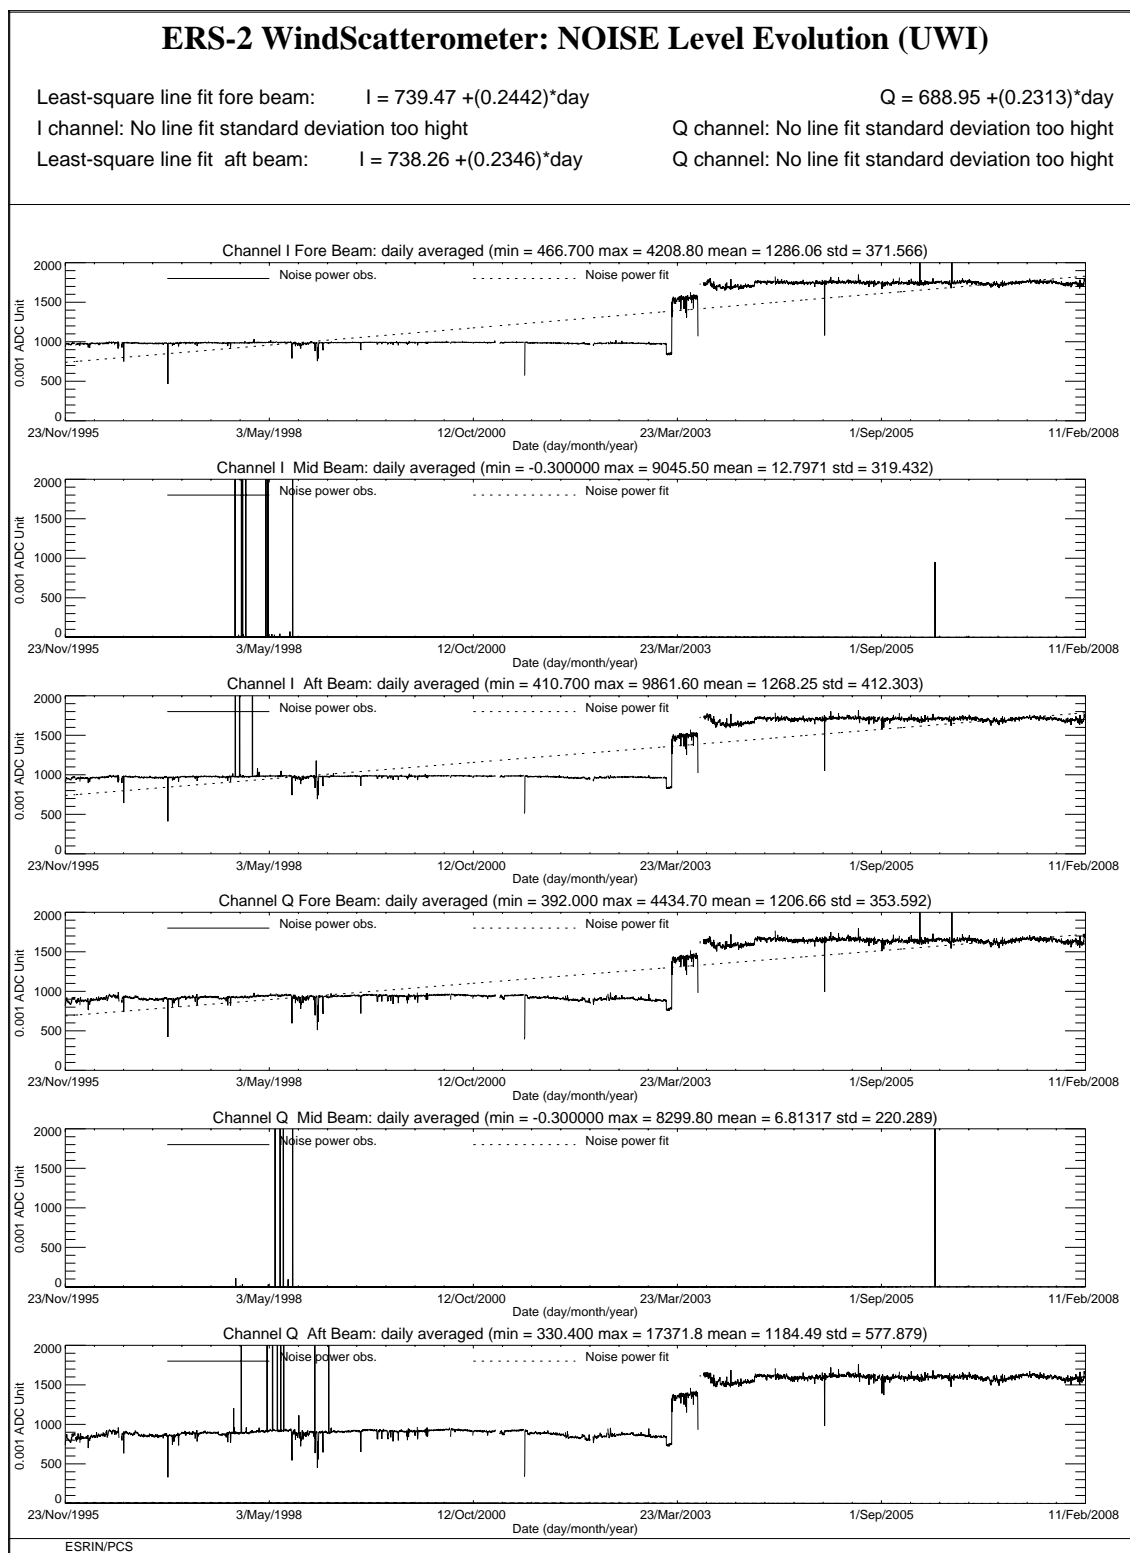 ERS-2 WindScatterometer: NOISE Level Evolution (UWI)
Least-square line fit fore beam: I = 739.47 +(0.2442)*day Q = 688.95 +(0.2313)*day
I channel: No line fit standard deviation too hight Q channel: No line fit standard deviation too hight
Least-square line fit aft beam: I = 738.26 +(0.2346)*day Q channel: No line fit standard deviation too hight
Channel I Fore Beam: daily averaged (min = 466.700 max = 4208.80 mean = 1286.06 std = 371.566)
Noise power obs. Noise power fit
2000
1500
1000
500
0
0.001 ADC Unit
23/Nov/1995 3/May/1998 12/Oct/2000 23/Mar/2003 1/Sep/2005 11/Feb/2008
Date (day/month/year)
Channel I Mid Beam: daily averaged (min = -0.300000 max = 9045.50 mean = 12.7971 std = 319.432)
Noise power obs. Noise power fit
2000
1500
1000
500
0
0.001 ADC Unit
23/Nov/1995 3/May/1998 12/Oct/2000 23/Mar/2003 1/Sep/2005 11/Feb/2008
Date (day/month/year)
Channel I Aft Beam: daily averaged (min = 410.700 max = 9861.60 mean = 1268.25 std = 412.303)
Noise power obs. Noise power fit
2000
1500
1000
500
0
0.001 ADC Unit
23/Nov/1995 3/May/1998 12/Oct/2000 23/Mar/2003 1/Sep/2005 11/Feb/2008
Date (day/month/year)
Channel Q Fore Beam: daily averaged (min = 392.000 max = 4434.70 mean = 1206.66 std = 353.592)
Noise power obs. Noise power fit
2000
1500
1000
500
0
0.001 ADC Unit
23/Nov/1995 3/May/1998 12/Oct/2000 23/Mar/2003 1/Sep/2005 11/Feb/2008
Date (day/month/year)
Channel Q Mid Beam: daily averaged (min = -0.300000 max = 8299.80 mean = 6.81317 std = 220.289)
Noise power obs. Noise power fit
2000
1500
1000
500
0
0.001 ADC Unit
23/Nov/1995 3/May/1998 12/Oct/2000 23/Mar/2003 1/Sep/2005 11/Feb/2008
Date (day/month/year)
Channel Q Aft Beam: daily averaged (min = 330.400 max = 17371.8 mean = 1184.49 std = 577.879)
Noise power obs. Noise power fit
2000
1500
1000
500
0
0.001 ADC Unit
23/Nov/1995 3/May/1998 12/Oct/2000 23/Mar/2003 1/Sep/2005 11/Feb/2008
Date (day/month/year)
ESRIN/PCS